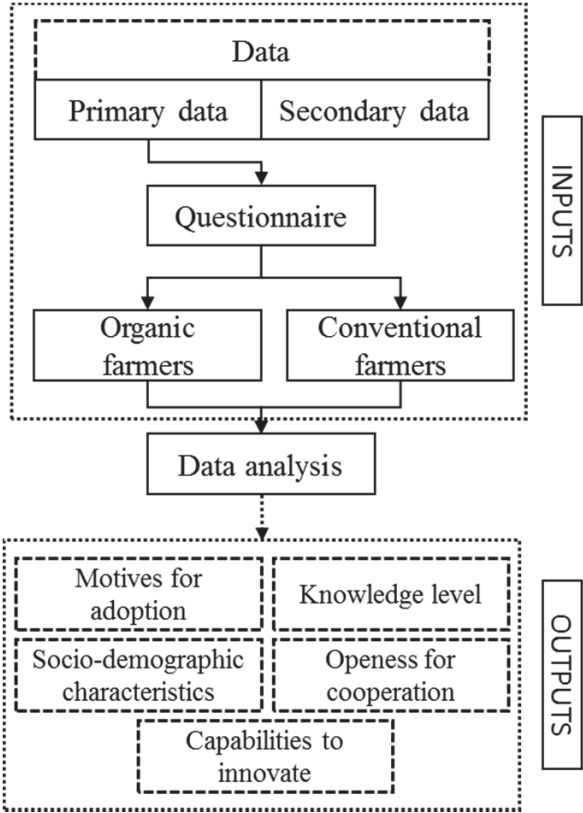 Data
Primary data
Secondary data
INPUTS
Questionnaire
Organic
farmers
Conventional
farmers
Data analysis
Motives for
adoption
Knowledge level
Socio-demographic
characteristics
Openess for
cooperation
OUTPUTS
Capabilities to
innovate